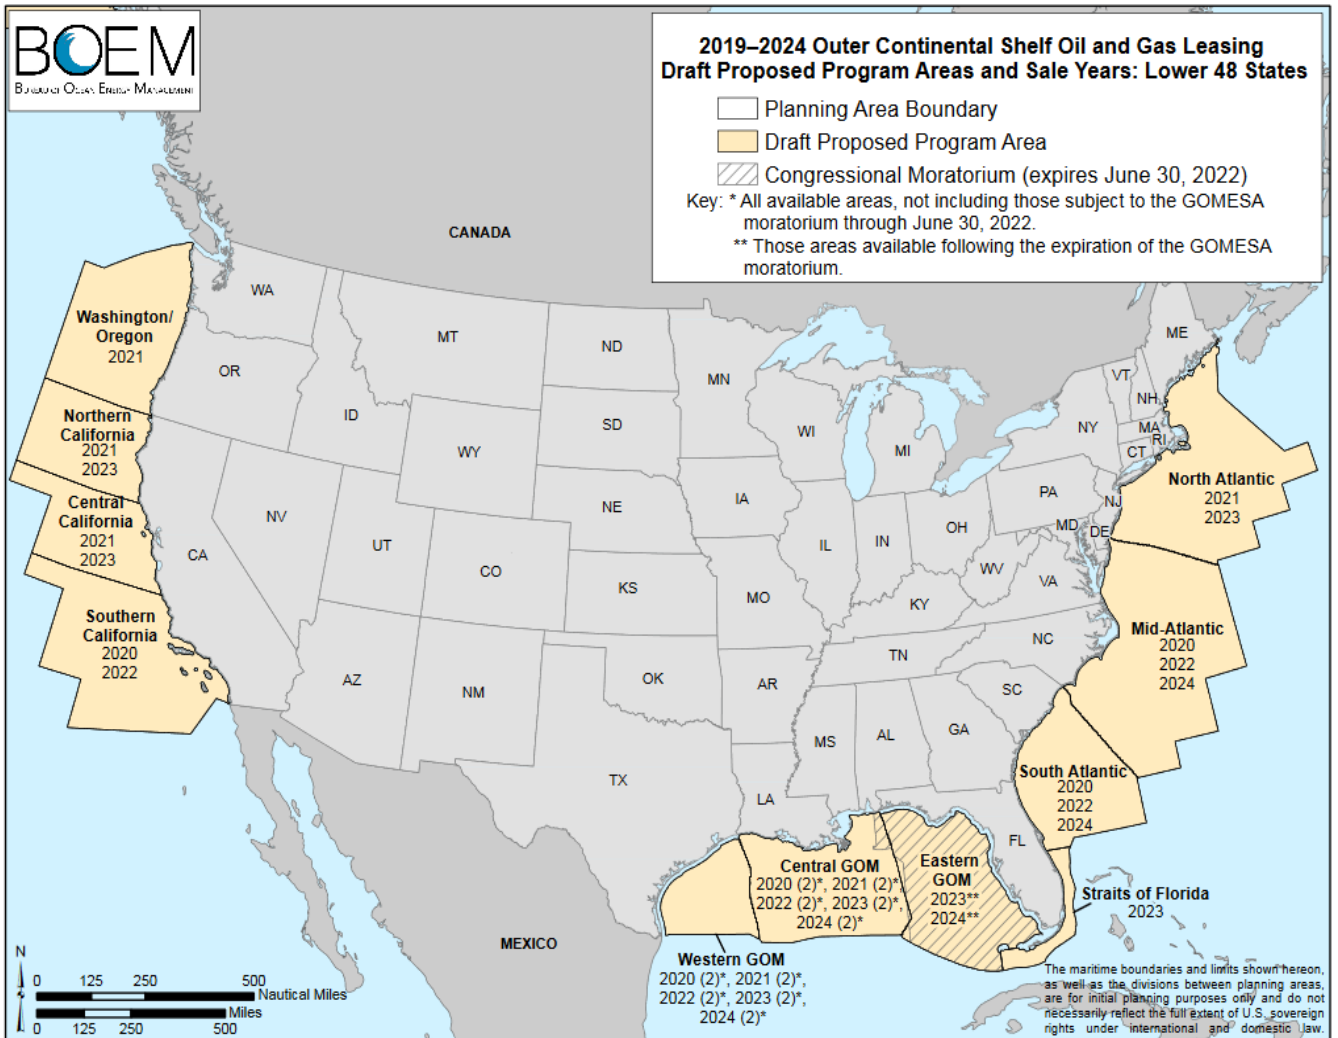 BOEM
BUREAU OF OCEAN ENERGY MANAGEMENT
2019–2024 Outer Continental Shelf Oil and Gas Leasing
Draft Proposed Program Areas and Sale Years: Lower 48 States
Planning Area Boundary
Draft Proposed Program Area
Congressional Moratorium (expires June 30, 2022)
Key: * All available areas, not including those subject to the GOMESA
moratorium through June 30, 2022.
** Those areas available following the expiration of the GOMESA
moratorium.
CANADA
Washington/
Oregon
2021
Northern
California
2021
2023
Central
California
2021
2023
Southern
California
2020
2022
WA
OR
CA
ID
NV
MT
WY
UT
AZ
CO
NM
ND
SD
NE
KS
OK
TX
MN
IA
MO
AR
LA
WI
IL
MS
MI
IN
KY
TN
AL
OH
WV
GA
FL
SC
NC
VA
PA
MD
DE
NJ
NY
CT
RI
MA
NH
VT
ME
North Atlantic
2021
2023
Mid-Atlantic
2020
2022
2024
South Atlantic
2020
2022
2024
Straits of Florida
2023
Eastern
GOM
2023**
2024**
Central GOM
2020 (2)*, 2021 (2)*,
2022 (2)*, 2023 (2)*,
2024 (2)*
Western GOM
2020 (2)*, 2021 (2)*,
2022 (2)*, 2023 (2)*,
2024 (2)*
MEXICO
N
0 125 250 500
Nautical Miles
Miles
0 125 250 500
The maritime boundaries and limits shown hereon,
as well as the divisions between planning areas,
are for initial planning purposes only and do not
necessarily reflect the full extent of U.S. sovereign
rights under international and domestic law.